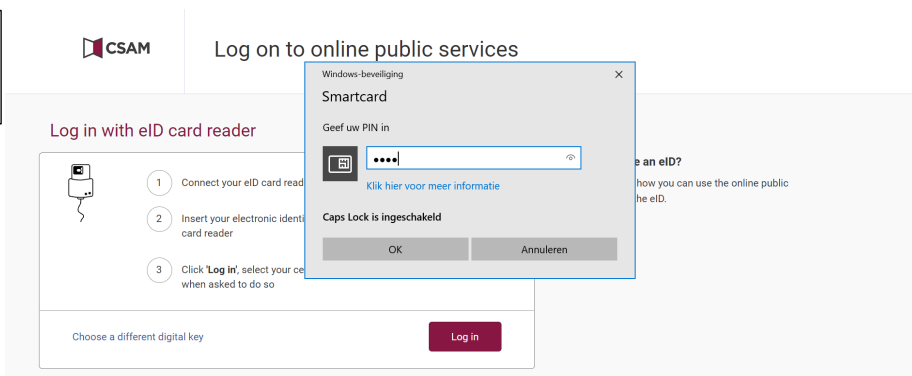 CSAM
Log on to online public services
Windows-beveiliging
Smartcard
Geef uw PIN in
Klik hier voor meer informatie
Caps Lock is ingeschakeld
OK
Annuleren
Log in with eID card reader
1
Connect your eID card read
2
Insert your electronic identi
card reader
3
Click 'Log in', select your ce
when asked to do so
Choose a different digital key
Log in
e an eID?
how you can use the online public
he eID.